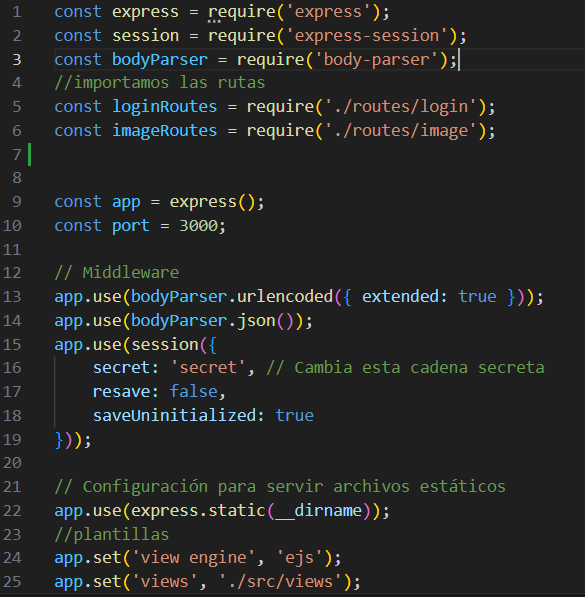 1 const express = require('express');
2 const session = require('express-session');
3 const bodyParser = require('body-parser');
4 //importamos las rutas
5 const loginRoutes = require('./routes/login');
6 const imageRoutes = require('./routes/image');
7
8
9 const app = express();
10 const port = 3000;
11
12 // Middleware
13 app.use(bodyParser.urlencoded({ extended: true }));
14 app.use(bodyParser.json());
15 app.use(session({
16     secret: 'secret', // Cambia esta cadena secreta
17     resave: false,
18     saveUninitialized: true
19 }));
20
21 // Configuración para servir archivos estáticos
22 app.use(express.static(__dirname));
23 //plantillas
24 app.set('view engine', 'ejs');
25 app.set('views', './src/views');